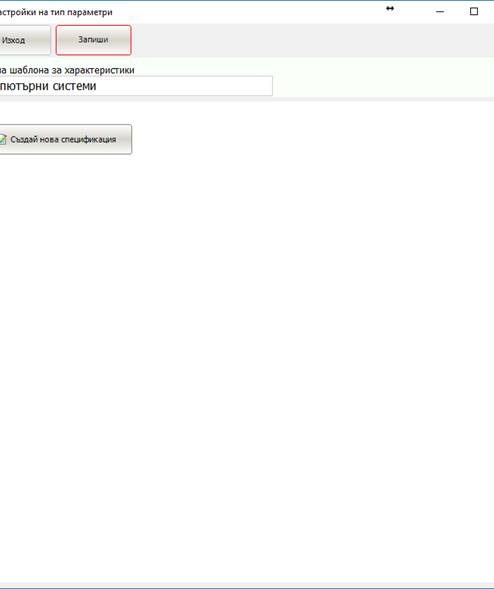 астройки на тип параметри
Изход
Запиши
на шаблона за характеристики
пютърни системи
Създай нова спецификация